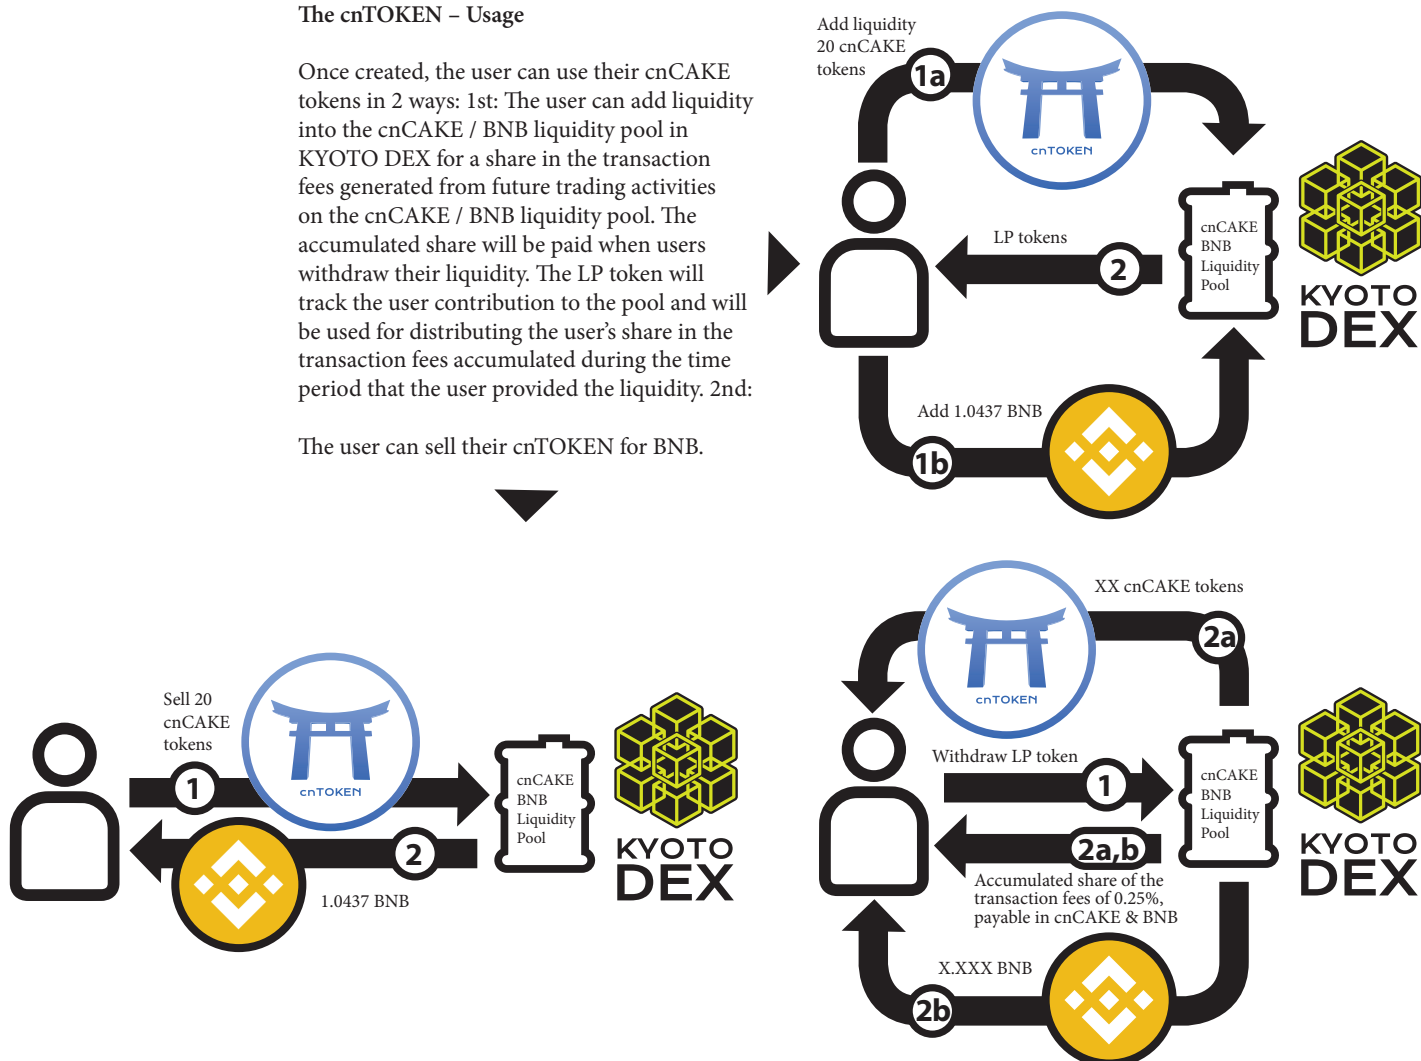 The cnTOKEN – Usage
Once created, the user can use their cnCAKE
tokens in 2 ways: 1st: The user can add liquidity
into the cnCAKE / BNB liquidity pool in
KYOTO DEX for a share in the transaction
fees generated from future trading activities
on the cnCAKE / BNB liquidity pool. The
accumulated share will be paid when users
withdraw their liquidity. The LP token will
track the user contribution to the pool and will
be used for distributing the user’s share in the
transaction fees accumulated during the time
period that the user provided the liquidity. 2nd:
The user can sell their cnTOKEN for BNB.
Add liquidity
20 cnCAKE
tokens
1a
cnTOKEN
LP tokens
2
cnCAKE
BNB
Liquidity
Pool
KYOTO
DEX
Add 1.0437 BNB
1b
Sell 20
cnCAKE
tokens
1
cnTOKEN
2
1.0437 BNB
cnCAKE
BNB
Liquidity
Pool
KYOTO
DEX
XX cnCAKE tokens
2a
cnTOKEN
Withdraw LP token
1
2a,b
Accumulated share of the
transaction fees of 0.25%,
payable in cnCAKE & BNB
cnCAKE
BNB
Liquidity
Pool
KYOTO
DEX
X.XXX BNB
2b